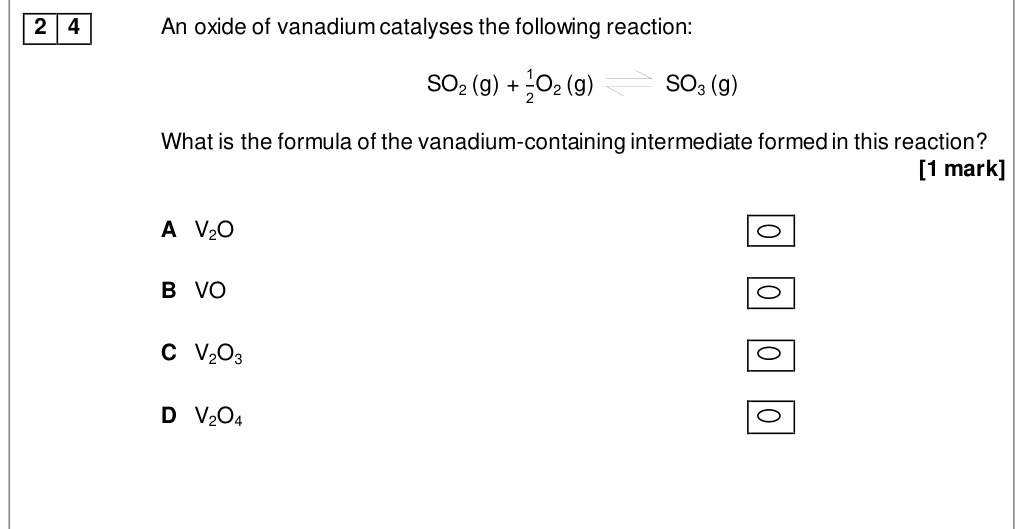 2 4 An oxide of vanadium catalyses the following reaction:
SO₂ (g) + ½O₂ (g) ⇌ SO₃ (g)
What is the formula of the vanadium-containing intermediate formed in this reaction?
[1 mark]
A V₂O
B VO
C V₂O₃
D V₂O₄